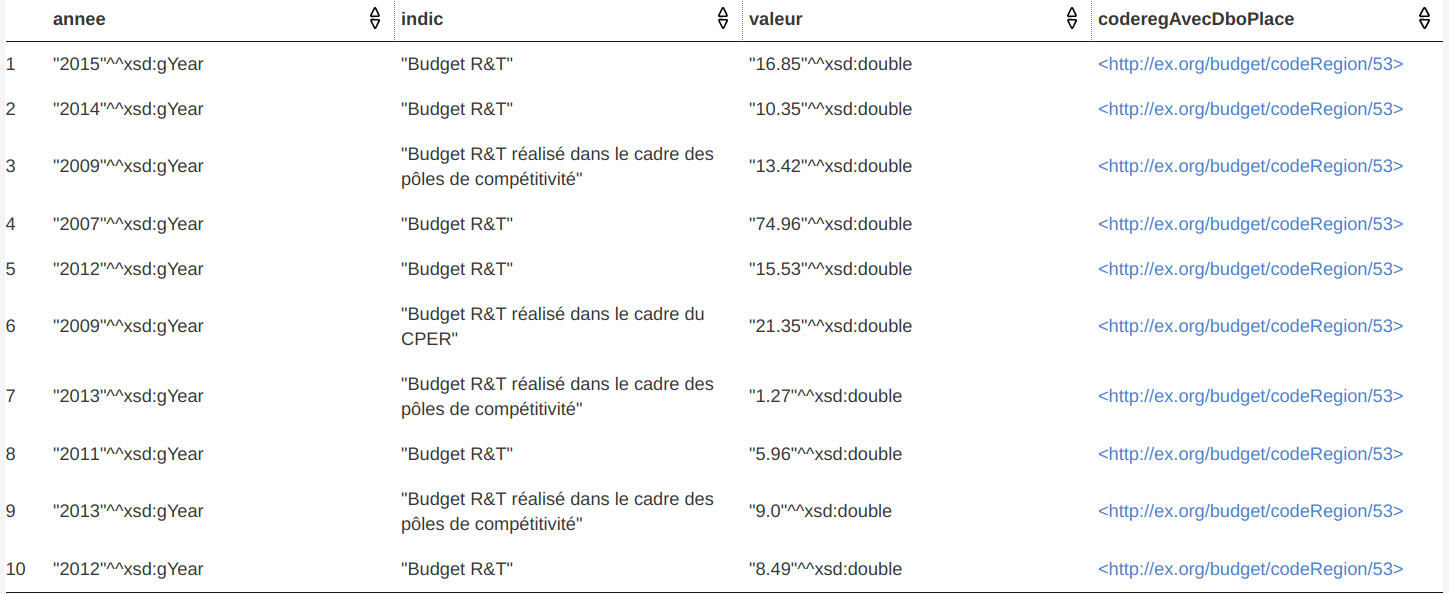 annee indic valeur coderegAvecDboPlace
1 "2015"^^xsd:gYear "Budget R&T" "16.85"^^xsd:double <http://ex.org/budget/codeRegion/53>
2 "2014"^^xsd:gYear "Budget R&T" "10.35"^^xsd:double <http://ex.org/budget/codeRegion/53>
3 "2009"^^xsd:gYear "Budget R&T réalisé dans le cadre des
pôles de compétitivité" "13.42"^^xsd:double <http://ex.org/budget/codeRegion/53>
4 "2007"^^xsd:gYear "Budget R&T" "74.96"^^xsd:double <http://ex.org/budget/codeRegion/53>
5 "2012"^^xsd:gYear "Budget R&T" "15.53"^^xsd:double <http://ex.org/budget/codeRegion/53>
6 "2009"^^xsd:gYear "Budget R&T réalisé dans le cadre du
CPER" "21.35"^^xsd:double <http://ex.org/budget/codeRegion/53>
7 "2013"^^xsd:gYear "Budget R&T réalisé dans le cadre des
pôles de compétitivité" "1.27"^^xsd:double <http://ex.org/budget/codeRegion/53>
8 "2011"^^xsd:gYear "Budget R&T" "5.96"^^xsd:double <http://ex.org/budget/codeRegion/53>
9 "2013"^^xsd:gYear "Budget R&T réalisé dans le cadre des
pôles de compétitivité" "9.0"^^xsd:double <http://ex.org/budget/codeRegion/53>
10 "2012"^^xsd:gYear "Budget R&T" "8.49"^^xsd:double <http://ex.org/budget/codeRegion/53>